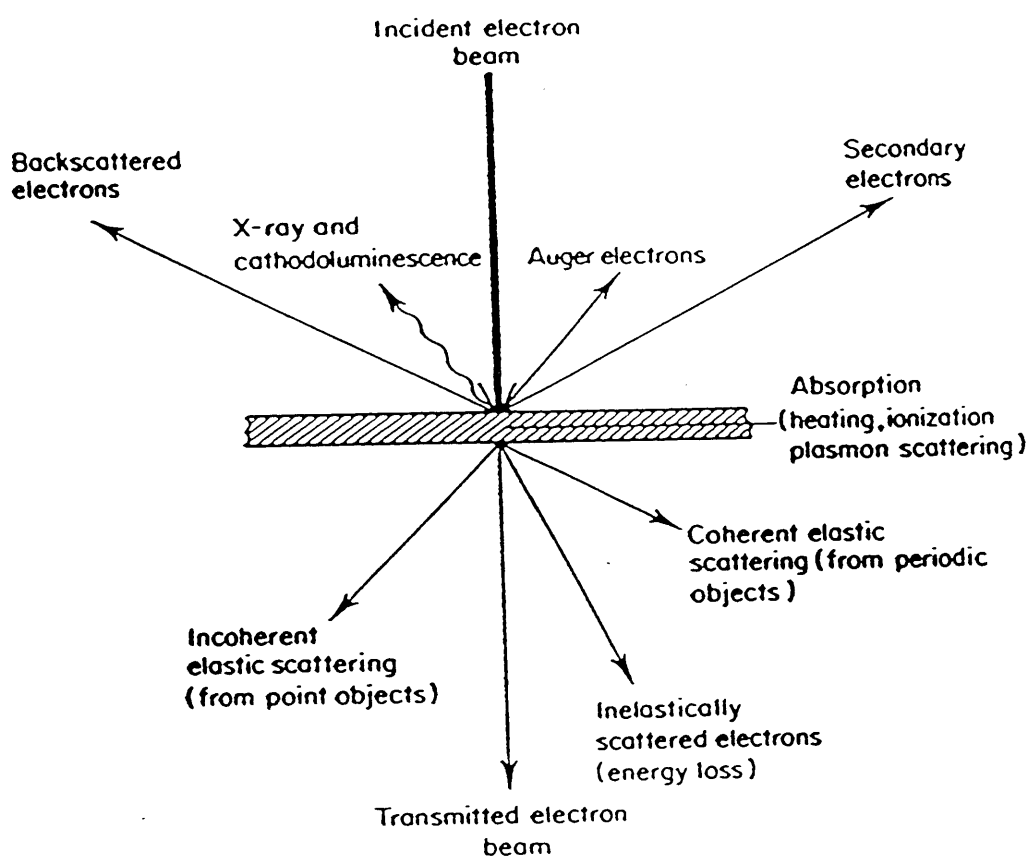 Incident electron
beam
Backscattered
electrons
Secondary
electrons
X-ray and
cathodoluminescence
Auger electrons
Absorption
(heating, ionization
plasmon scattering)
Coherent elastic
scattering (from periodic
objects)
Incoherent
elastic scattering
(from point objects)
Inelastically
scattered electrons
(energy loss)
Transmitted electron
beam